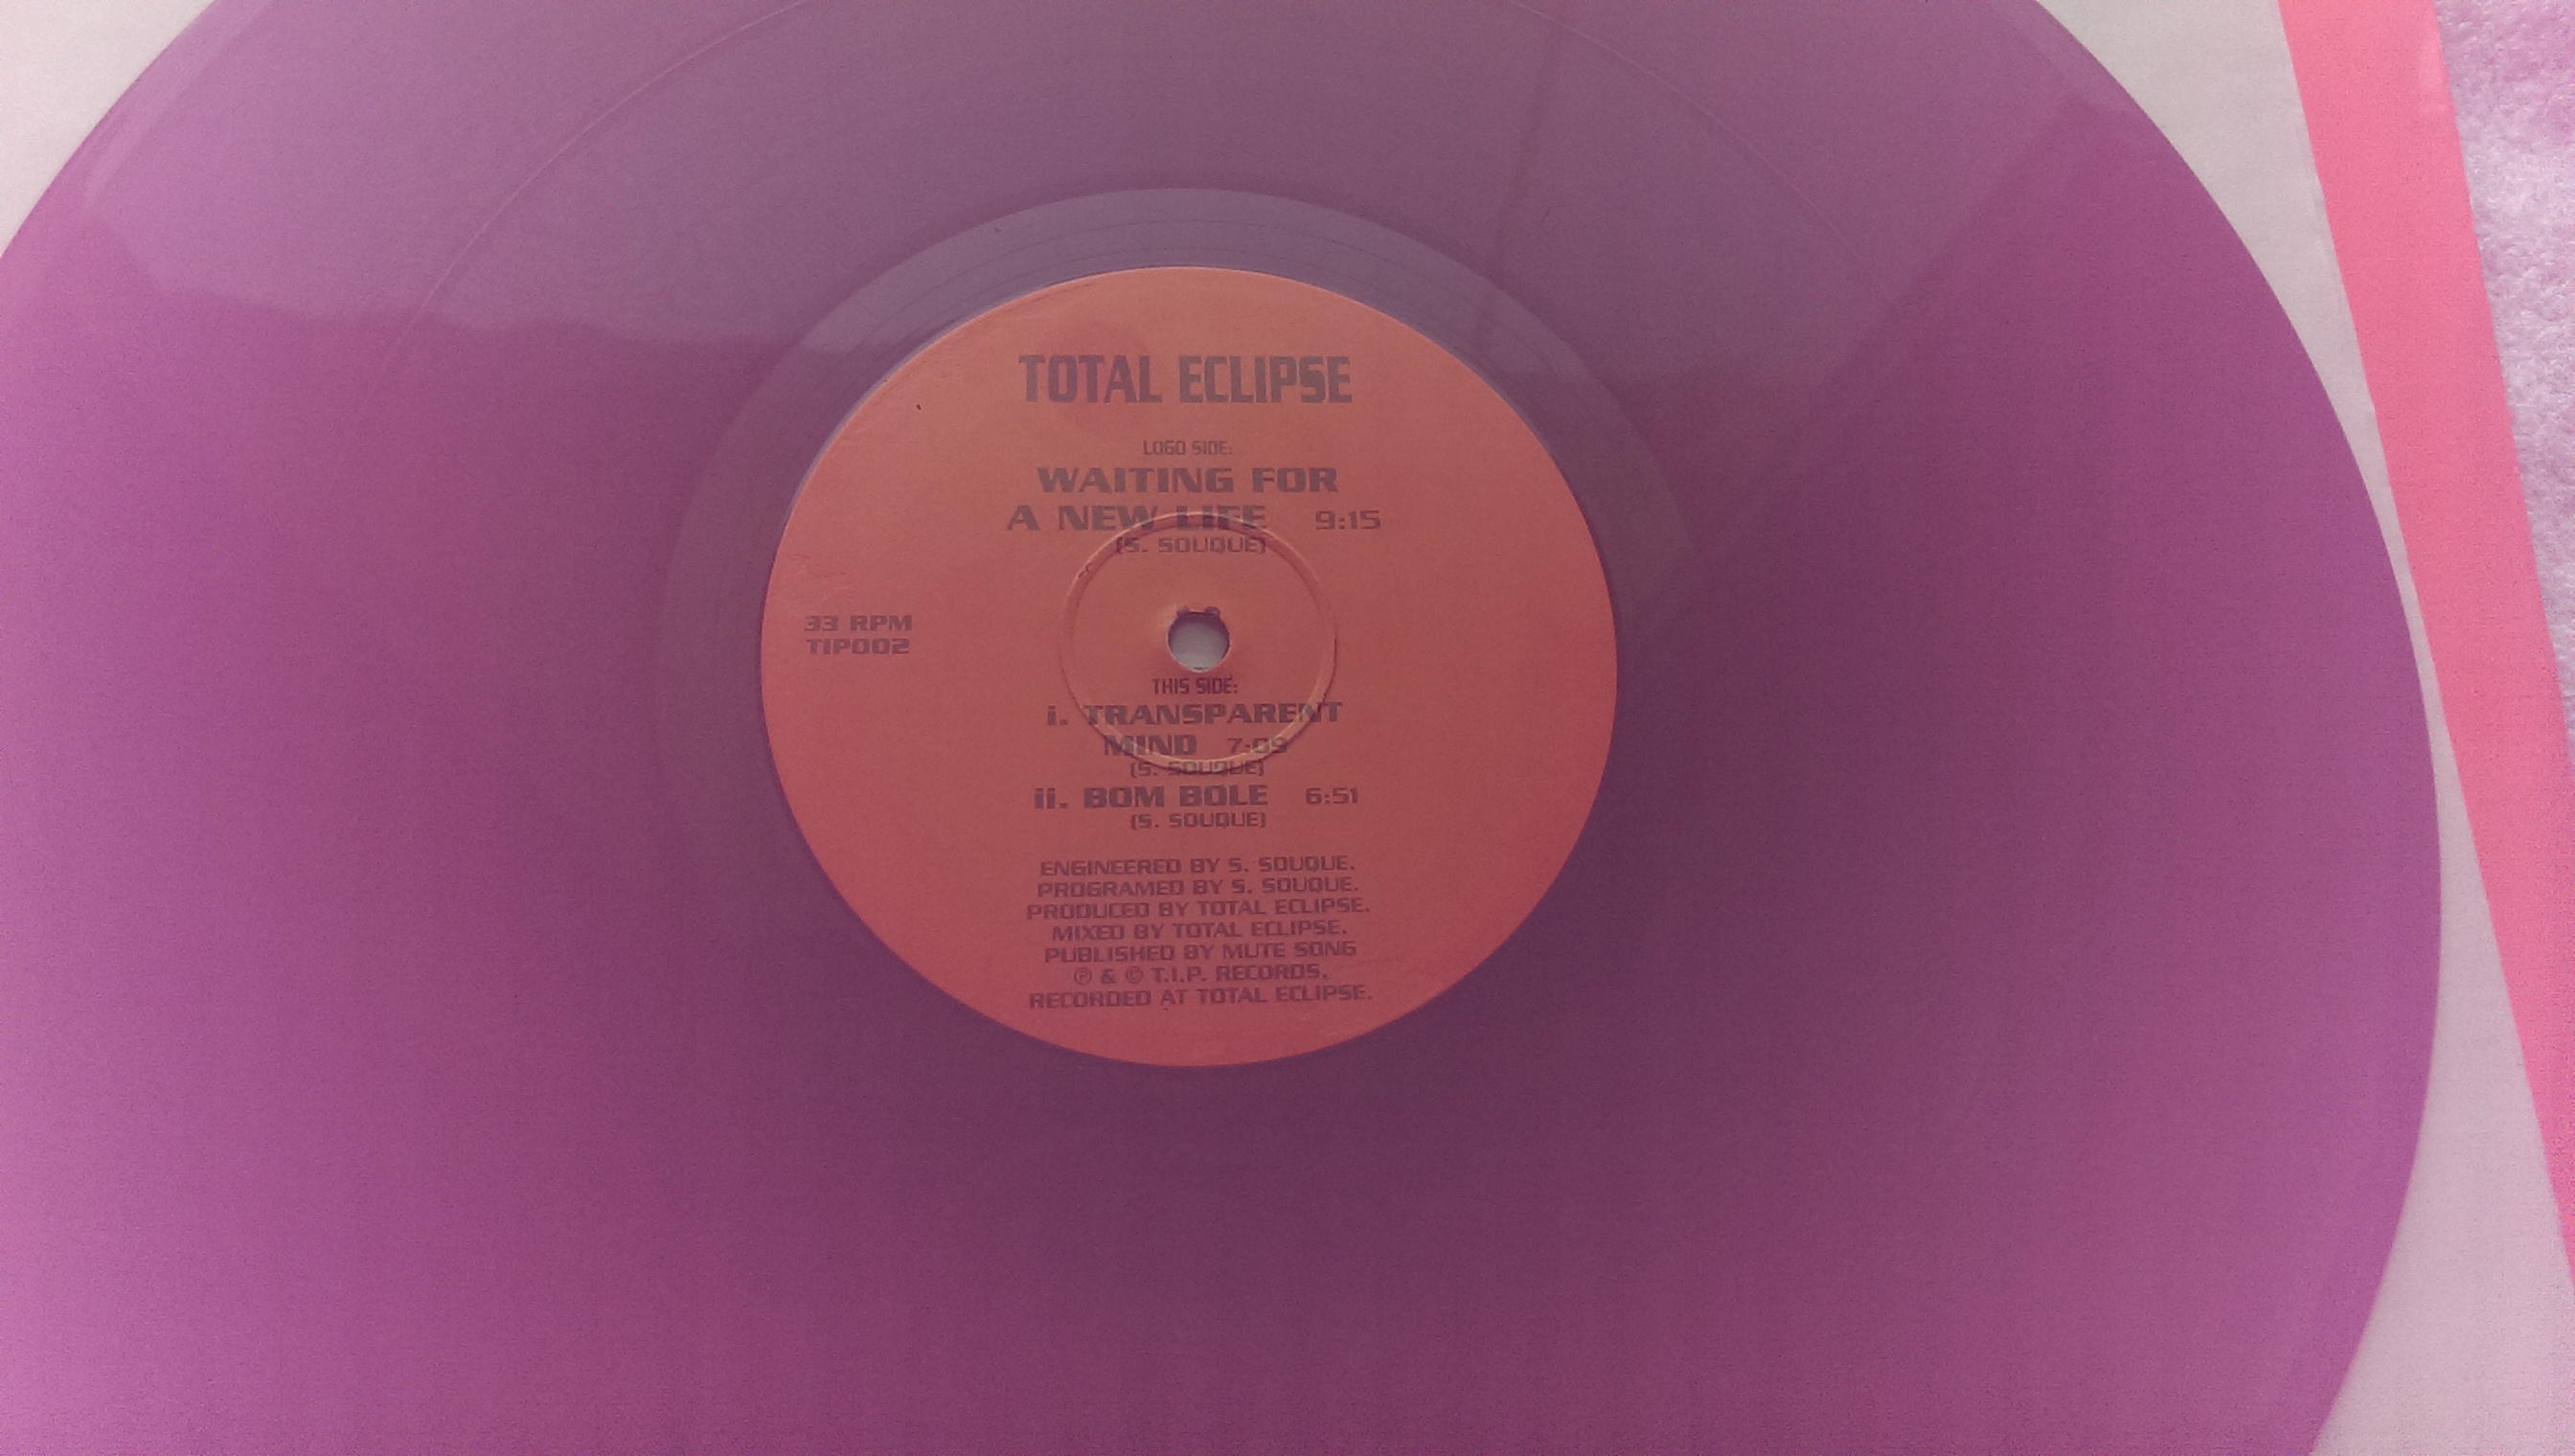 TOTAL ECLIPSE
LOGO SIDE:
WAITING FOR
A NEW LIFE 9:15
(S. SOUQUE)
33 RPM
TIP002
THIS SIDE:
i. TRANSPARENT
MIND 7:09
(S. SOUQUE)
ii. BOM BOLE 6:51
(S. SOUQUE)
ENGINEERED BY S. SOUQUE.
PROGRAMED BY S. SOUQUE.
PRODUCED BY TOTAL ECLIPSE.
MIXED BY TOTAL ECLIPSE.
PUBLISHED BY MUTE SONG
℗ & © T.I.P. RECORDS.
RECORDED AT TOTAL ECLIPSE.